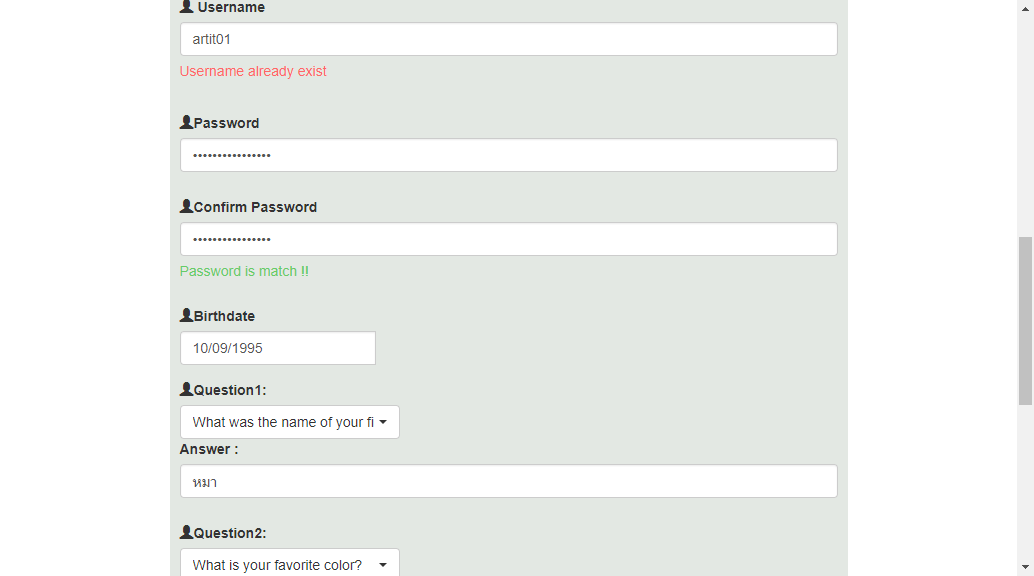 Username
artit01
Username already exist
Password
••••••••••••••••
Confirm Password
••••••••••••••••
Password is match !!
Birthdate
10/09/1995
Question1:
What was the name of your fi
Answer :
หมา
Question2:
What is your favorite color?